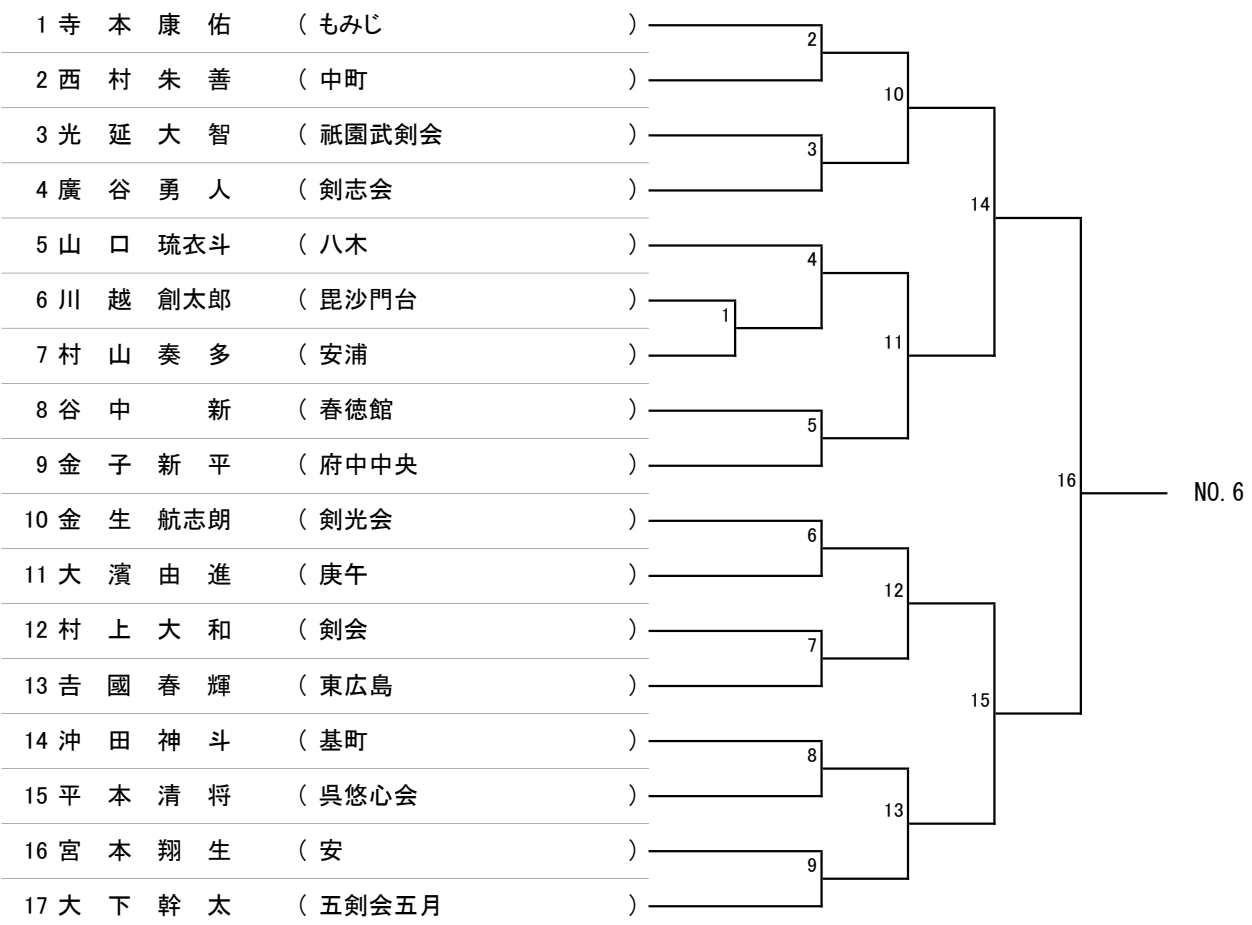 1 寺 本 康 佑 ( もみじ )
2 西 村 朱 善 ( 中町 )
3 光 延 大 智 ( 祇園武剣会 )
4 廣 谷 勇 人 ( 剣志会 )
5 山 口 琉衣斗 ( 八木 )
6 川 越 創太郎 ( 毘沙門台 )
7 村 山 奏 多 ( 安浦 )
8 谷 中 新 ( 春徳館 )
9 金 子 新 平 ( 府中中央 )
10 金 生 航志朗 ( 剣光会 )
11 大 濱 由 進 ( 庚午 )
12 村 上 大 和 ( 剣会 )
13 𠮷 國 春 輝 ( 東広島 )
14 沖 田 神 斗 ( 基町 )
15 平 本 清 将 ( 呉悠心会 )
16 宮 本 翔 生 ( 安 )
17 大 下 幹 太 ( 五剣会五月 )
2
3
4
1
5
6
7
8
9
10
11
12
13
14
15
16
NO.6